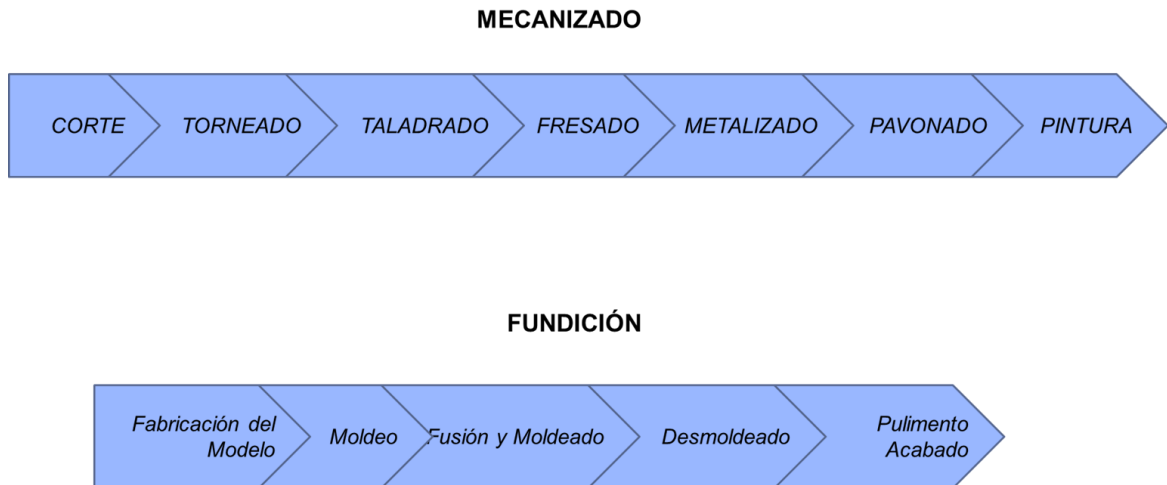 MECANIZADO
CORTE
TORNEADO
TALADRADO
FRESADO
METALIZADO
PAVONADO
PINTURA
FUNDICIÓN
Fabricación del
Modelo
Moldeo
Fusión y Moldeado
Desmoldeado
Pulimento
Acabado